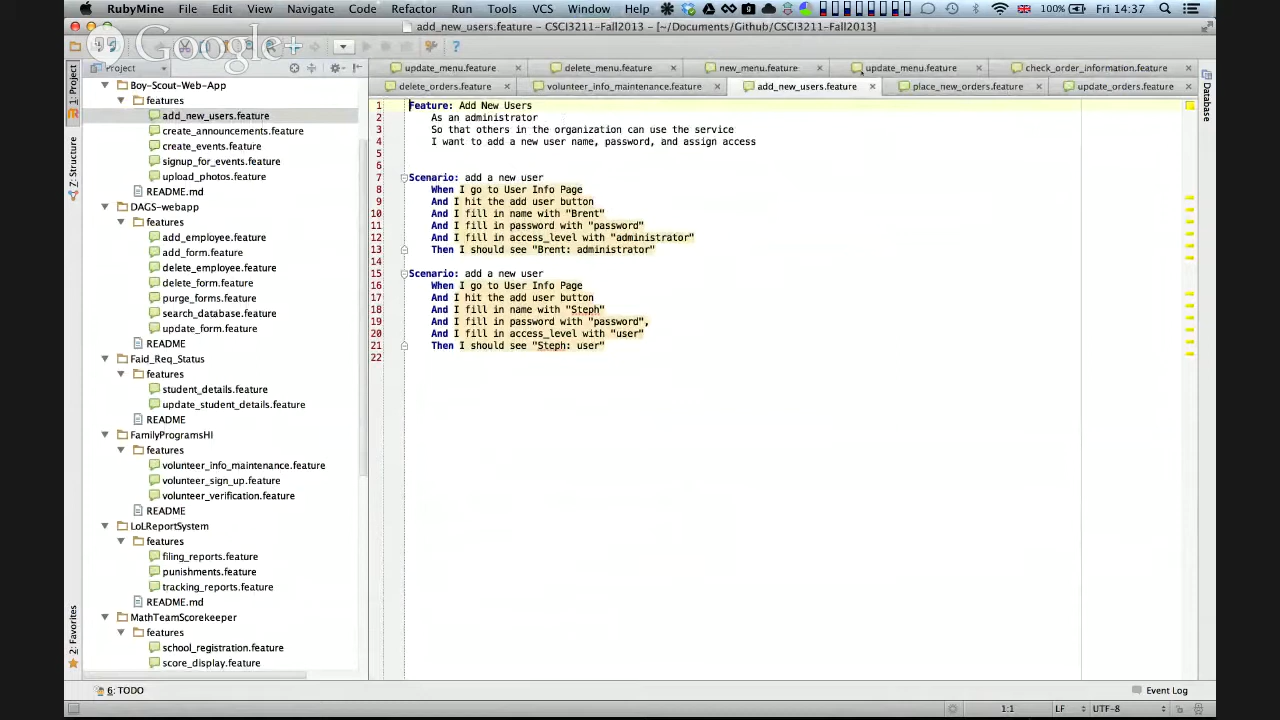 RubyMine File Edit View Navigate Code Refactor Run Tools VCS Window Help 100% Fri 14:37
add_new_users.feature – CSCI3211-Fall2013 – [~/Documents/Github/CSCI3211-Fall2013]
Google+
Project
update_menu.feature delete_menu.feature new_menu.feature update_menu.feature check_order_information.feature
delete_orders.feature volunteer_info_maintenance.feature add_new_users.feature place_new_orders.feature update_orders.feature
1: Project
7: Structure
2: Favorites
Database
Boy-Scout-Web-App
features
add_new_users.feature
create_announcements.feature
create_events.feature
signup_for_events.feature
upload_photos.feature
README.md
DAGS-webapp
features
add_employee.feature
add_form.feature
delete_employee.feature
delete_form.feature
purge_forms.feature
search_database.feature
update_form.feature
README
Faid_Req_Status
features
student_details.feature
update_student_details.feature
README
FamilyProgramsHI
features
volunteer_info_maintenance.feature
volunteer_sign_up.feature
volunteer_verification.feature
README
LoLReportSystem
features
filing_reports.feature
punishments.feature
tracking_reports.feature
README.md
MathTeamScorekeeper
features
school_registration.feature
score_display.feature
1 Feature: Add New Users
2 As an administrator
3 So that others in the organization can use the service
4 I want to add a new user name, password, and assign access
5
6
7 Scenario: add a new user
8 When I go to User Info Page
9 And I hit the add user button
10 And I fill in name with "Brent"
11 And I fill in password with "password"
12 And I fill in access_level with "administrator"
13 Then I should see "Brent: administrator"
14
15 Scenario: add a new user
16 When I go to User Info Page
17 And I hit the add user button
18 And I fill in name with "Steph"
19 And I fill in password with "password",
20 And I fill in access_level with "user"
21 Then I should see "Steph: user"
22
6: TODO
Event Log
1:1 LF UTF-8